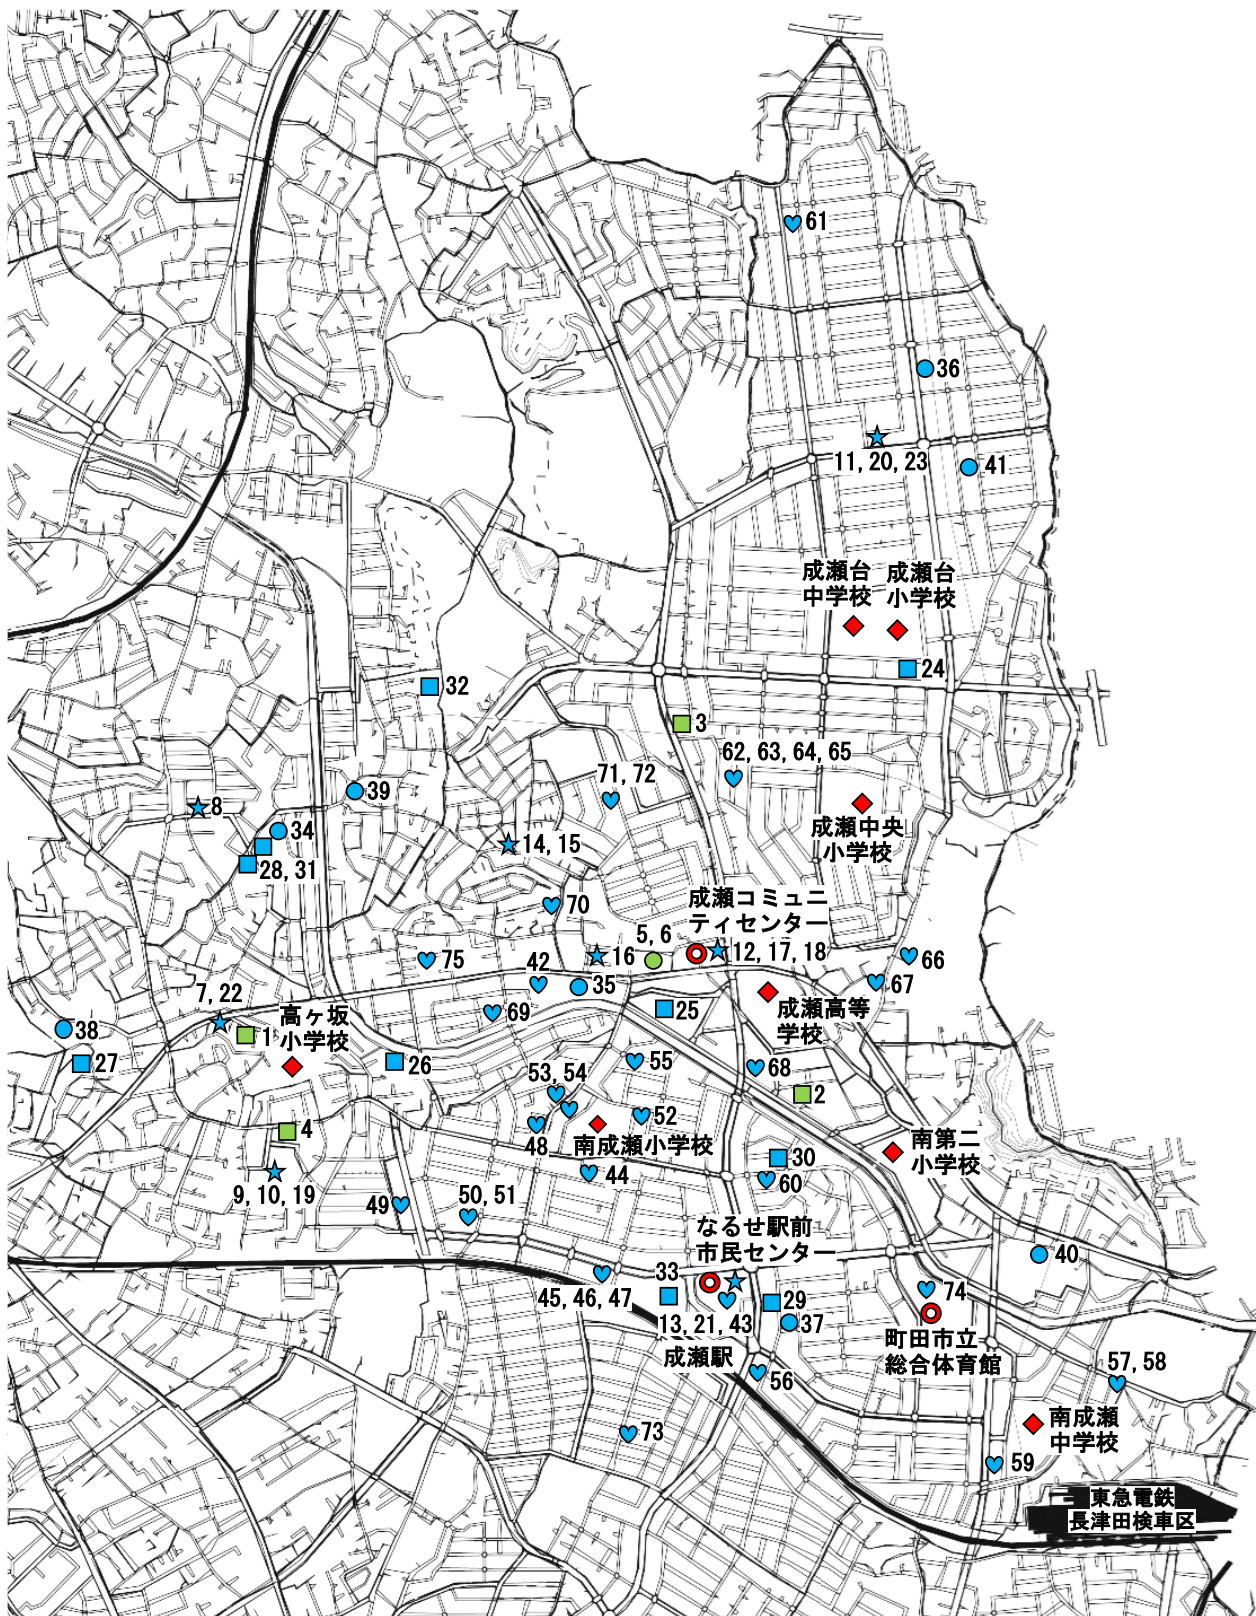 61
36
11, 20, 23
41
成瀬台
中学校
成瀬台
小学校
24
32
3
62, 63, 64, 65
71, 72
39
8
34
28, 31
成瀬中央
小学校
14, 15
70
成瀬コミュニ
ティセンター
5, 6
12, 17, 18
16
66
75
42
35
67
7, 22
69
25
成瀬高等
学校
高ヶ坂
小学校
38
1
27
26
55
68
53, 54
2
52
4
48
南成瀬小学校
南第二
小学校
30
44
60
9, 10, 19
49
50, 51
なるせ駅前
市民センター
40
33
45, 46, 47
29
74
13, 21, 43
37
町田市立
総合体育館
成瀬駅
56
57, 58
南成瀬
中学校
73
59
東急電鉄
長津田検車区